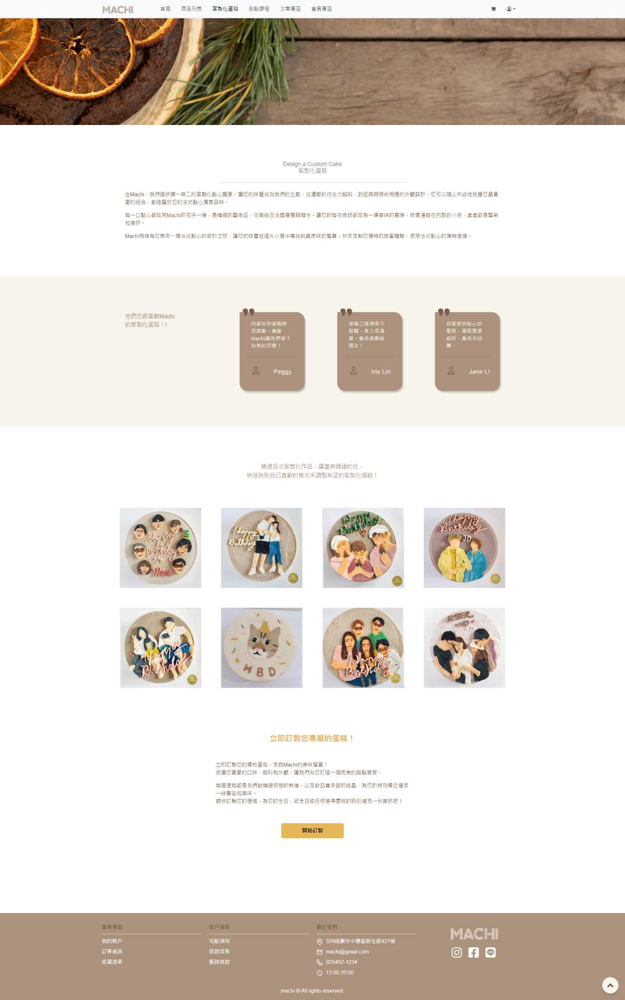 MACHI
首頁
商品列表
客製化蛋糕
甜點課程
文章專區
會員專區
Design a Custom Cake
客製化蛋糕
在Machi，我們提供獨一無二的客製化點心饗宴，讓您的味蕾成為我們的主廚。從濃郁的巧克力餡料，到經典與時尚相遇的外觀設計，您可以隨心所欲地挑選您最喜
愛的組合，創造屬於您的法式點心獨家品味。
每一口點心都如同Machi的名字一樣，是精緻的藝術品，完美結合法國優雅與隨性。讓您的每次造訪都成為一場美味的冒險，就像漫遊在巴黎的小巷，處處都是驚奇
和美好。
Machi期待為您帶來一場法式點心的奇妙之旅，讓您的味蕾在這片小巷中尋找到最美味的驚喜。快來定制您獨特的甜蜜體驗，感受法式點心的獨特風情。
他們也都喜歡Machi
的客製化蛋糕！!
同事收到蛋糕時
很感動，謝謝
Machi讓我們留下
完美的回憶！
Peggy
蛋糕口感清爽不
甜膩，家人很滿
意。會再推薦給
朋友！
Iris Lin
店家提供貼心的
服務，蛋糕質感
超好，會再次回
購。
Jane Li
精選各式客製化作品，讓毫無頭緒的您，
快速找到自己喜歡的樣式來調整希望的客製化細節！
Happy
Birthday
To
Mom
Happy
Birthday
Happy
Birthday
Happy
Birthday
JD
Happy
Birthday
HBD
Happy
Birthday
AMBER
HD
立即訂製您專屬的蛋糕！
立即訂製您的獨特蛋糕，來自Machi的美味驚喜！
挑選您喜愛的口味、餡料和外觀，讓我們為您打造一個完美的甜點享受。
每個蛋糕都是我們對精緻烘焙的熱情，以及對品質承諾的結晶，為您的特別場合增添
一絲奢華和美味。
趕快訂製您的蛋糕，為您的生日、紀念日或任何值得慶祝的時刻增添一份美好吧！
開始訂製
會員專區
我的帳戶
訂單查詢
收藏清單
客戶服務
宅配須知
退款政策
服務條款
關於我們
320桃園市中壢區新生路421號
machi@gmail.com
(03)452-1234
12:00-20:00
MACHI
LINE
machi © All rights reserved.